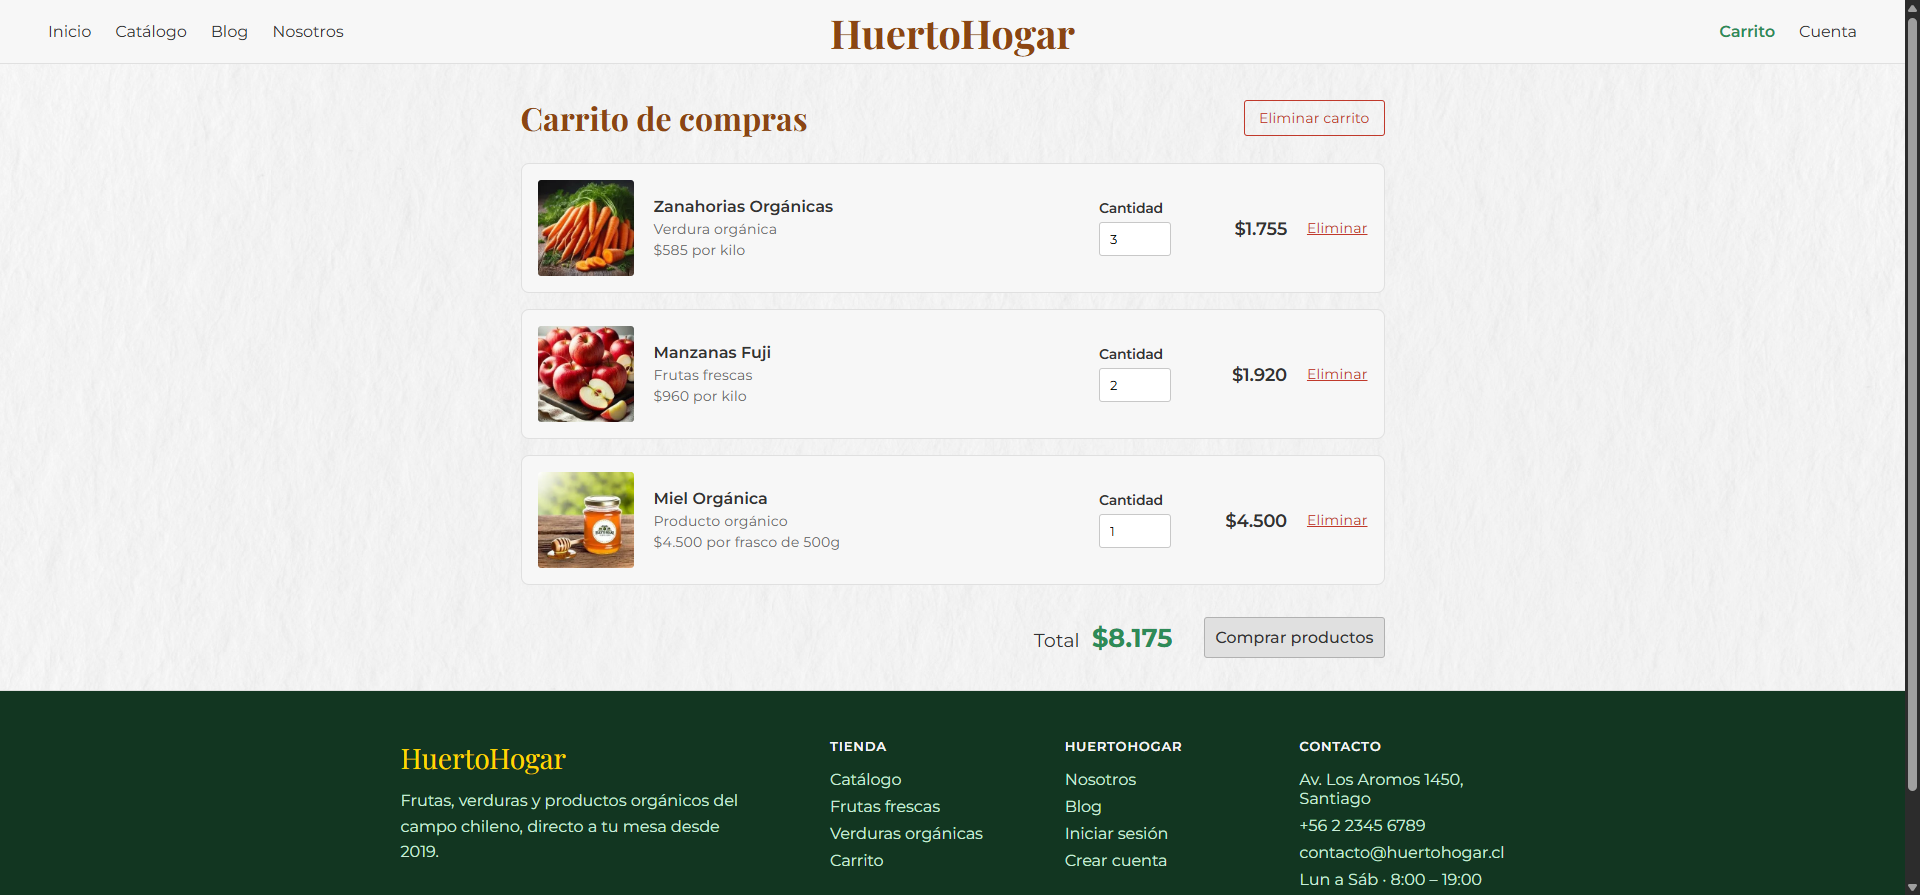 Inicio Catálogo Blog Nosotros HuertoHogar Carrito Cuenta
Carrito de compras Eliminar carrito
Zanahorias Orgánicas
Verdura orgánica
$585 por kilo
Cantidad
3
$1.755 Eliminar
Manzanas Fuji
Frutas frescas
$960 por kilo
Cantidad
2
$1.920 Eliminar
Miel Orgánica
Producto orgánico
$4.500 por frasco de 500g
Cantidad
1
$4.500 Eliminar
Total $8.175 Comprar productos
HuertoHogar
Frutas, verduras y productos orgánicos del
campo chileno, directo a tu mesa desde
2019.
TIENDA
Catálogo
Frutas frescas
Verduras orgánicas
Carrito
HUERTOHOGAR
Nosotros
Blog
Iniciar sesión
Crear cuenta
CONTACTO
Av. Los Aromos 1450,
Santiago
+56 2 2345 6789
contacto@huertohogar.cl
Lun a Sáb · 8:00 – 19:00